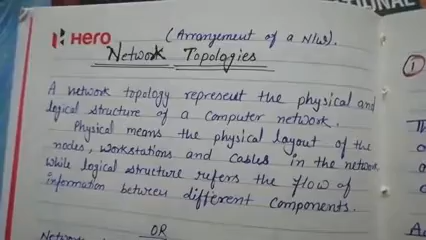 IONAL
Hero
(Arrangement of a N/w).
Network Topologies
A network topology represent the physical and
logical structure of a computer network.
Physical means the physical layout of the
nodes, workstations and cables in the network
while logical structure refers the flow of
information between different components.
OR
1